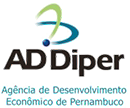 AD Diper
Agência de Desenvolvimento
Econômico de Pernambuco